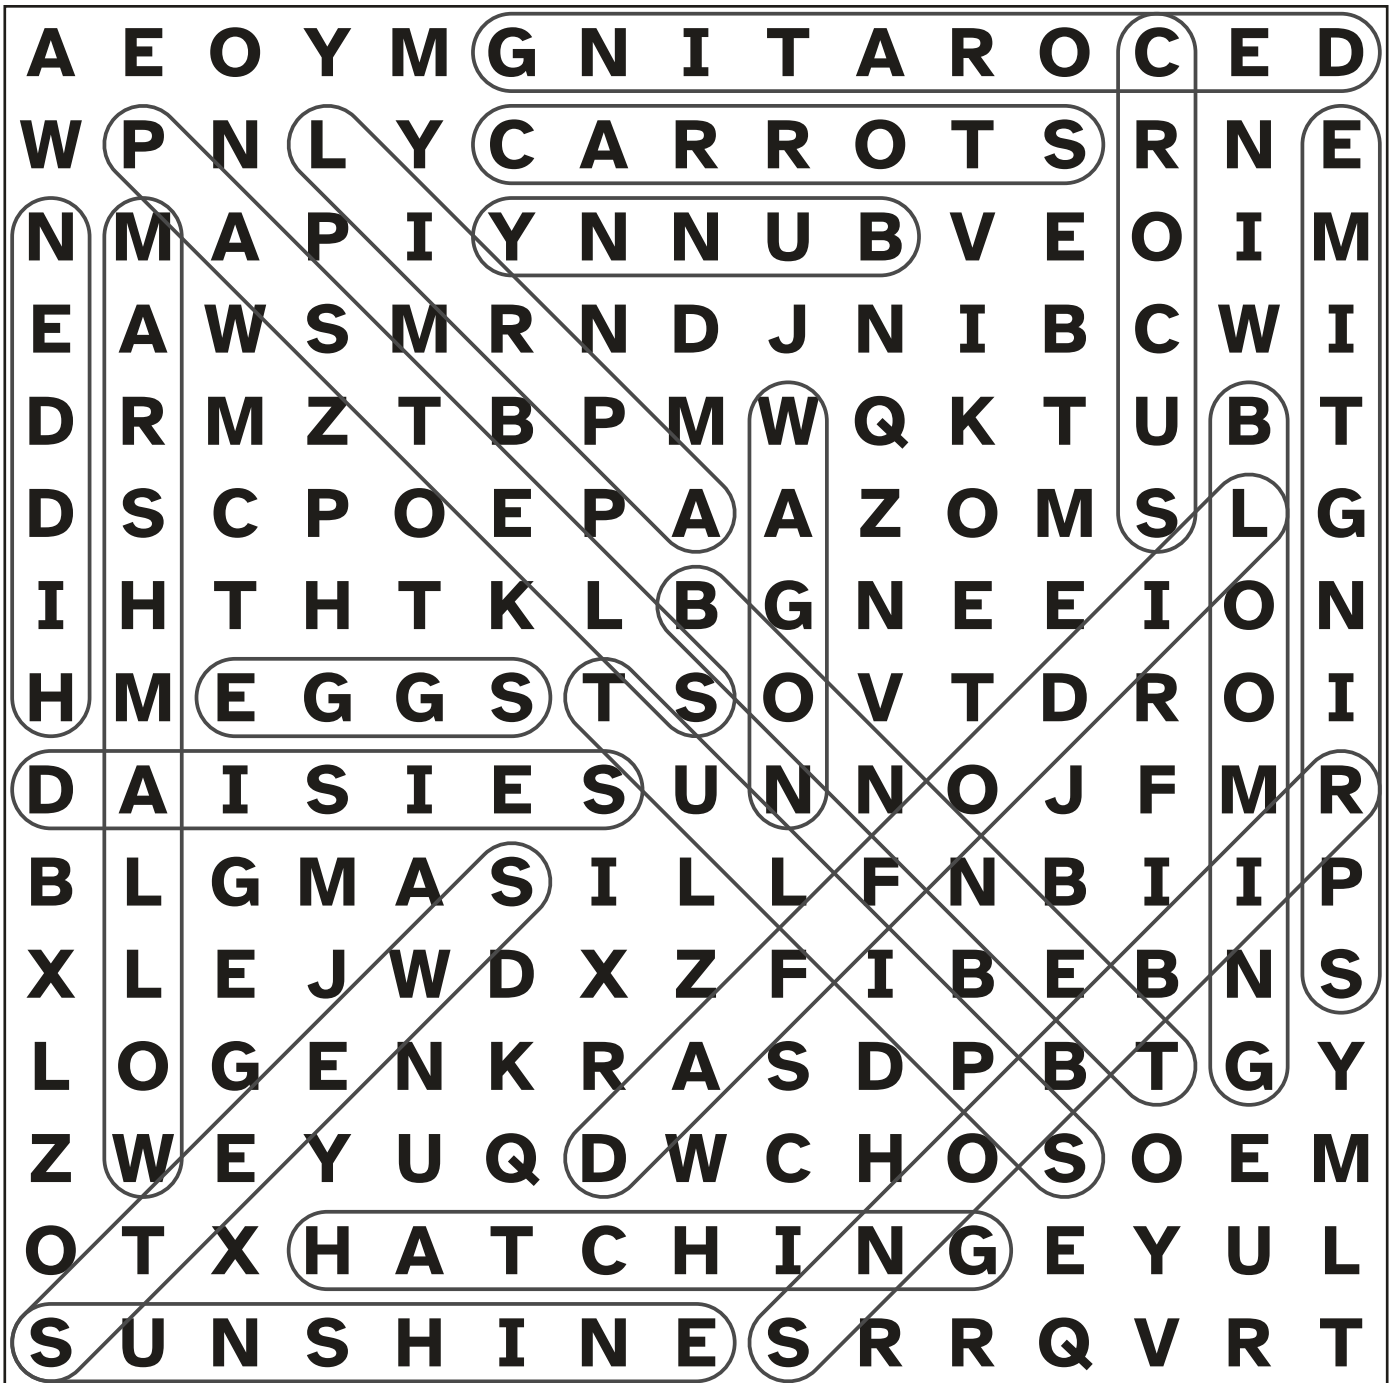 A E O Y M G N I T A R O C E D
W P N L Y C A R R O T S R N E
N M A P I Y N N U B V E O I M
E A W S M R N D J N I B C W I
D R M Z T B P M W Q K T U B T
D S C P O E P A A Z O M S L G
I H T H T K L B G N E E I O N
H M E G G S T S O V T D R O I
D A I S I E S U N N O J F M R
B L G M A S I L L F N B I I P
X L E J W D X Z F I B E B N S
L O G E N K R A S D P B T G Y
Z W E Y U Q D W C H O S O E M
O T X H A T C H I N G E Y U L
S U N S H I N E S R R Q V R T